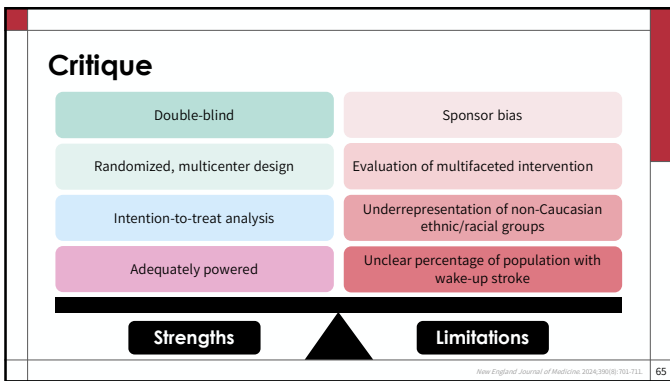 Critique
Double-blind
Sponsor bias
Randomized, multicenter design
Evaluation of multifaceted intervention
Intention-to-treat analysis
Underrepresentation of non-Caucasian
ethnic/racial groups
Adequately powered
Unclear percentage of population with
wake-up stroke
Strengths
Limitations
New England Journal of Medicine. 2024;390(8):701-711.
65